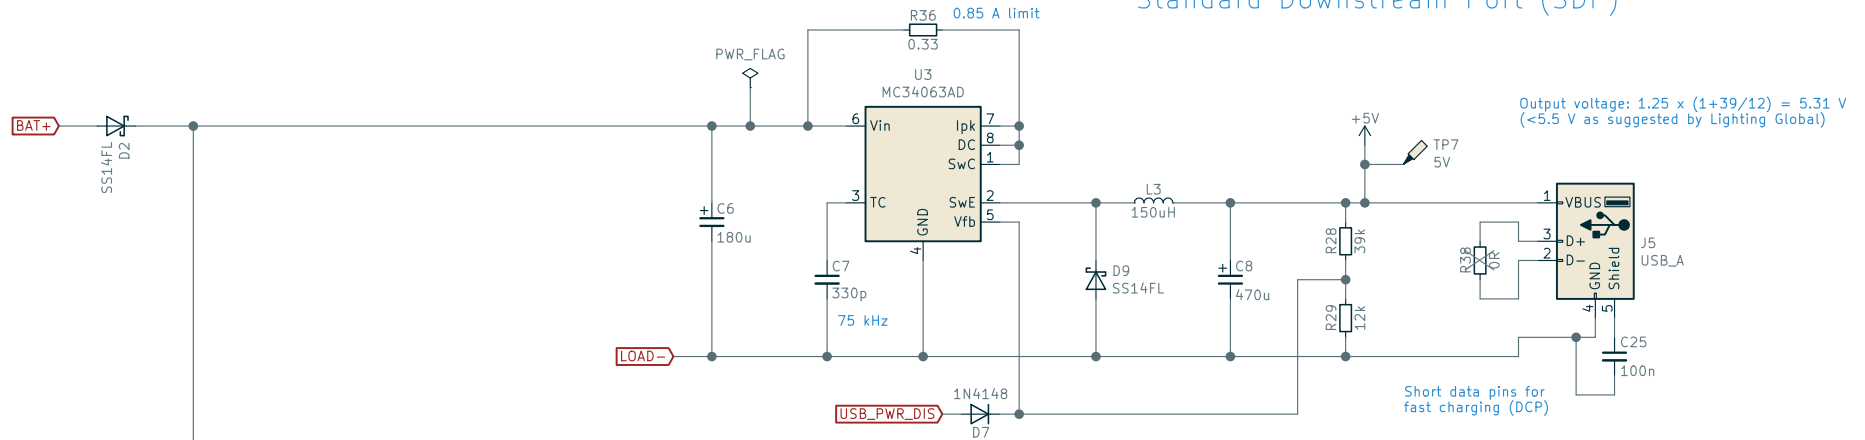 Standard Downstream Port (SDP)
R36
0.85 A limit
0.33
PWR_FLAG
U3
MC34063AD
Output voltage: 1.25 x (1+39/12) = 5.31 V
(<5.5 V as suggested by Lighting Global)
BAT+
SS14FL
D2
6
Vin
Ipk
7
DC
8
SwC
1
+5V
TP7
5V
3
TC
SwE
2
Vfb
5
GND
4
L3
150uH
1
VBUS
C6
180u
R28
39k
3
D+
2
D-
R38
0R
GND
4
Shield
5
J5
USB_A
C7
330p
75 kHz
D9
SS14FL
C8
470u
R29
12k
LOAD-
C25
100n
Short data pins for
fast charging (DCP)
1N4148
USB_PWR_DIS
D7